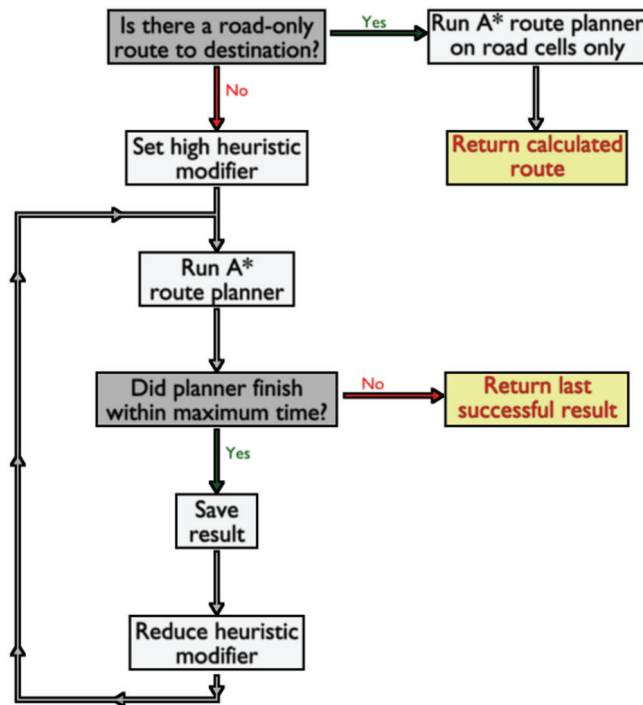 Is there a road-only
route to destination?
Yes
Run A* route planner
on road cells only
No
Return calculated
route
Set high heuristic
modifier
Run A*
route planner
Did planner finish
within maximum time?
No
Return last
successful result
Yes
Save
result
Reduce heuristic
modifier